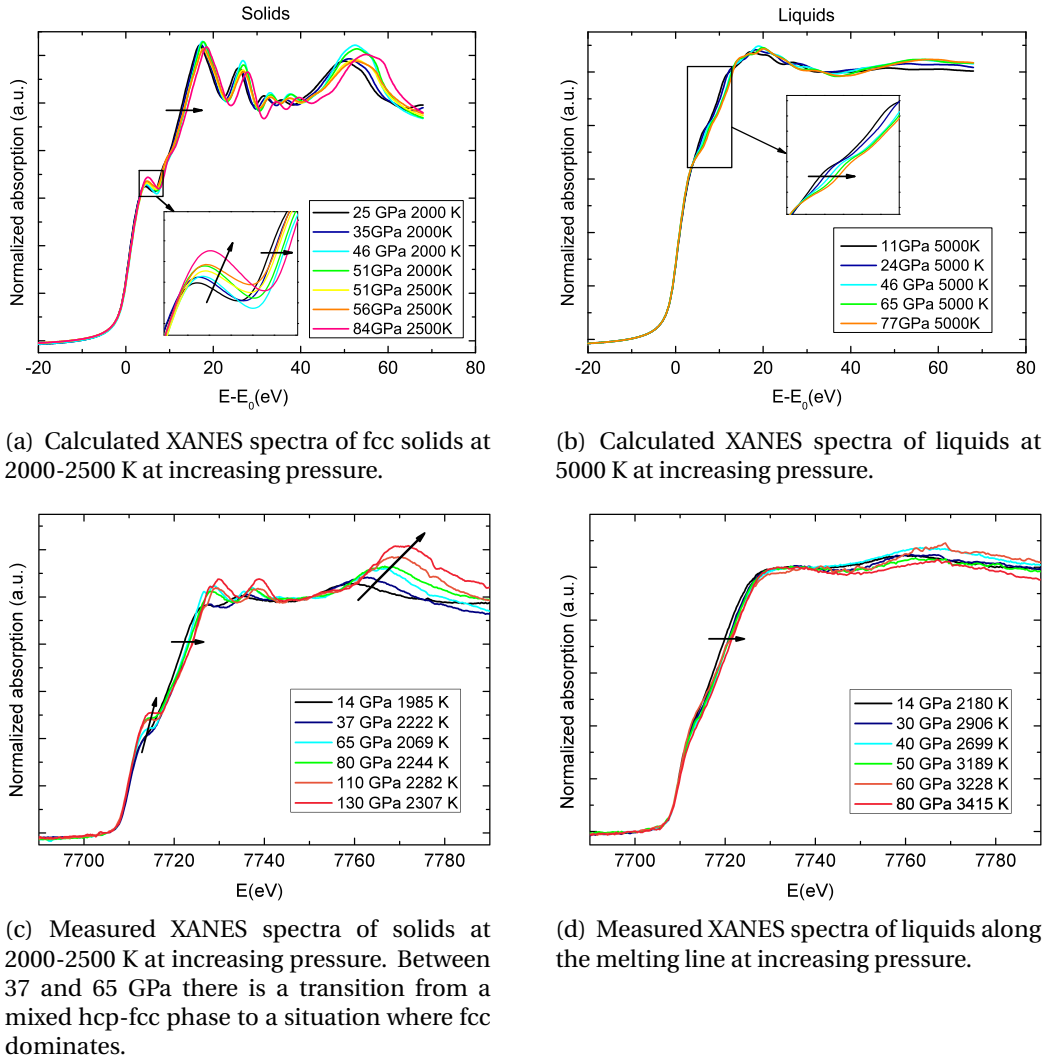 Solids
Normalized absorption (a.u.)
25 GPa 2000 K
35GPa 2000K
46 GPa 2000 K
51 GPa 2000K
51 GPa 2500K
56 GPa 2500K
84 GPa 2500K
-20 0 20 40 60 80
E-E0(eV)
(a) Calculated XANES spectra of fcc solids at
2000-2500 K at increasing pressure.
Liquids
Normalized absorption (a.u.)
11GPa 5000K
24GPa 5000 K
46 GPa 5000 K
65 GPa 5000 K
77GPa 5000K
-20 0 20 40 60 80
E-E0(eV)
(b) Calculated XANES spectra of liquids at
5000 K at increasing pressure.
Normalized absorption (a.u.)
14 GPa 1985 K
37 GPa 2222 K
65 GPa 2069 K
80 GPa 2244 K
110 GPa 2282 K
130 GPa 2307 K
7700 7720 7740 7760 7780
E(eV)
(c) Measured XANES spectra of solids at
2000-2500 K at increasing pressure. Between
37 and 65 GPa there is a transition from a
mixed hcp-fcc phase to a situation where fcc
dominates.
Normalized absorption (a.u.)
14 GPa 2180 K
30 GPa 2906 K
40 GPa 2699 K
50 GPa 3189 K
60 GPa 3228 K
80 GPa 3415 K
7700 7720 7740 7760 7780
E(eV)
(d) Measured XANES spectra of liquids along
the melting line at increasing pressure.